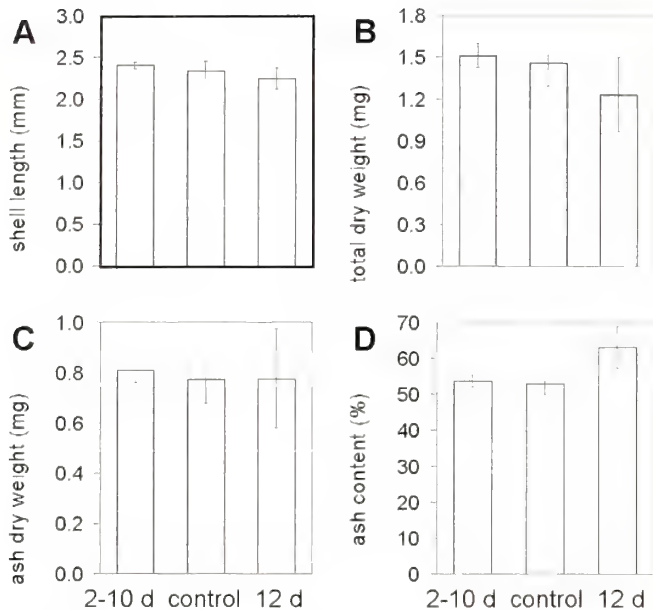 A
shell length (mm)
3.0
2.5
2.0
1.5
1.0
0.5
0.0
B
total dry weight (mg)
1.8
1.5
1.2
0.9
0.6
0.3
0.0
C
ash dry weight (mg)
1.0
0.8
0.6
0.4
0.2
0.0
2-10 d control 12 d
D
ash content (%)
70
60
50
40
30
20
10
0
2-10 d control 12 d